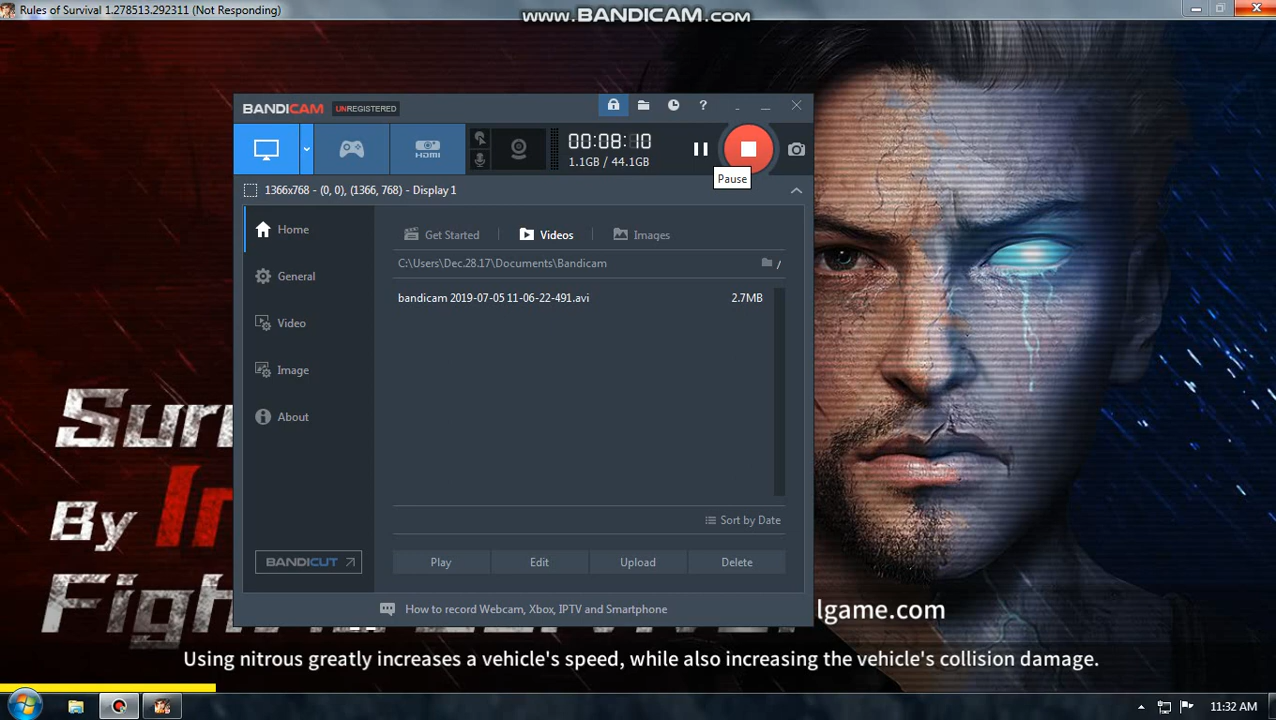 Rules of Survival 1.278513.292311 (Not Responding)
www.BANDICAM.com
BANDICAM UNREGISTERED
HDMI
00:08:10
1.1GB / 44.1GB
Pause
1366x768 - (0, 0), (1366, 768) - Display 1
Home
General
Video
Image
About
BANDICUT
Get Started
Videos
Images
C:\Users\Dec.28.17\Documents\Bandicam
/
bandicam 2019-07-05 11-06-22-491.avi 2.7MB
Sort by Date
Play Edit Upload Delete
How to record Webcam, Xbox, IPTV and Smartphone
By
lgame.com
Using nitrous greatly increases a vehicle's speed, while also increasing the vehicle's collision damage.
11:32 AM